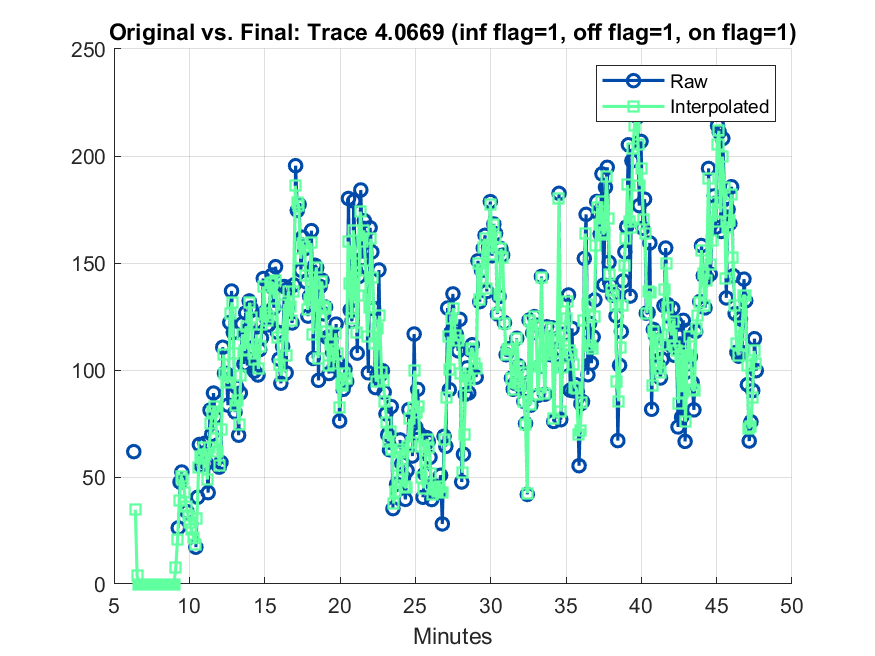 Original vs. Final: Trace 4.0669 (inf flag=1, off flag=1, on flag=1)
250
200
150
100
50
0
Raw
Interpolated
5 10 15 20 25 30 35 40 45 50
Minutes